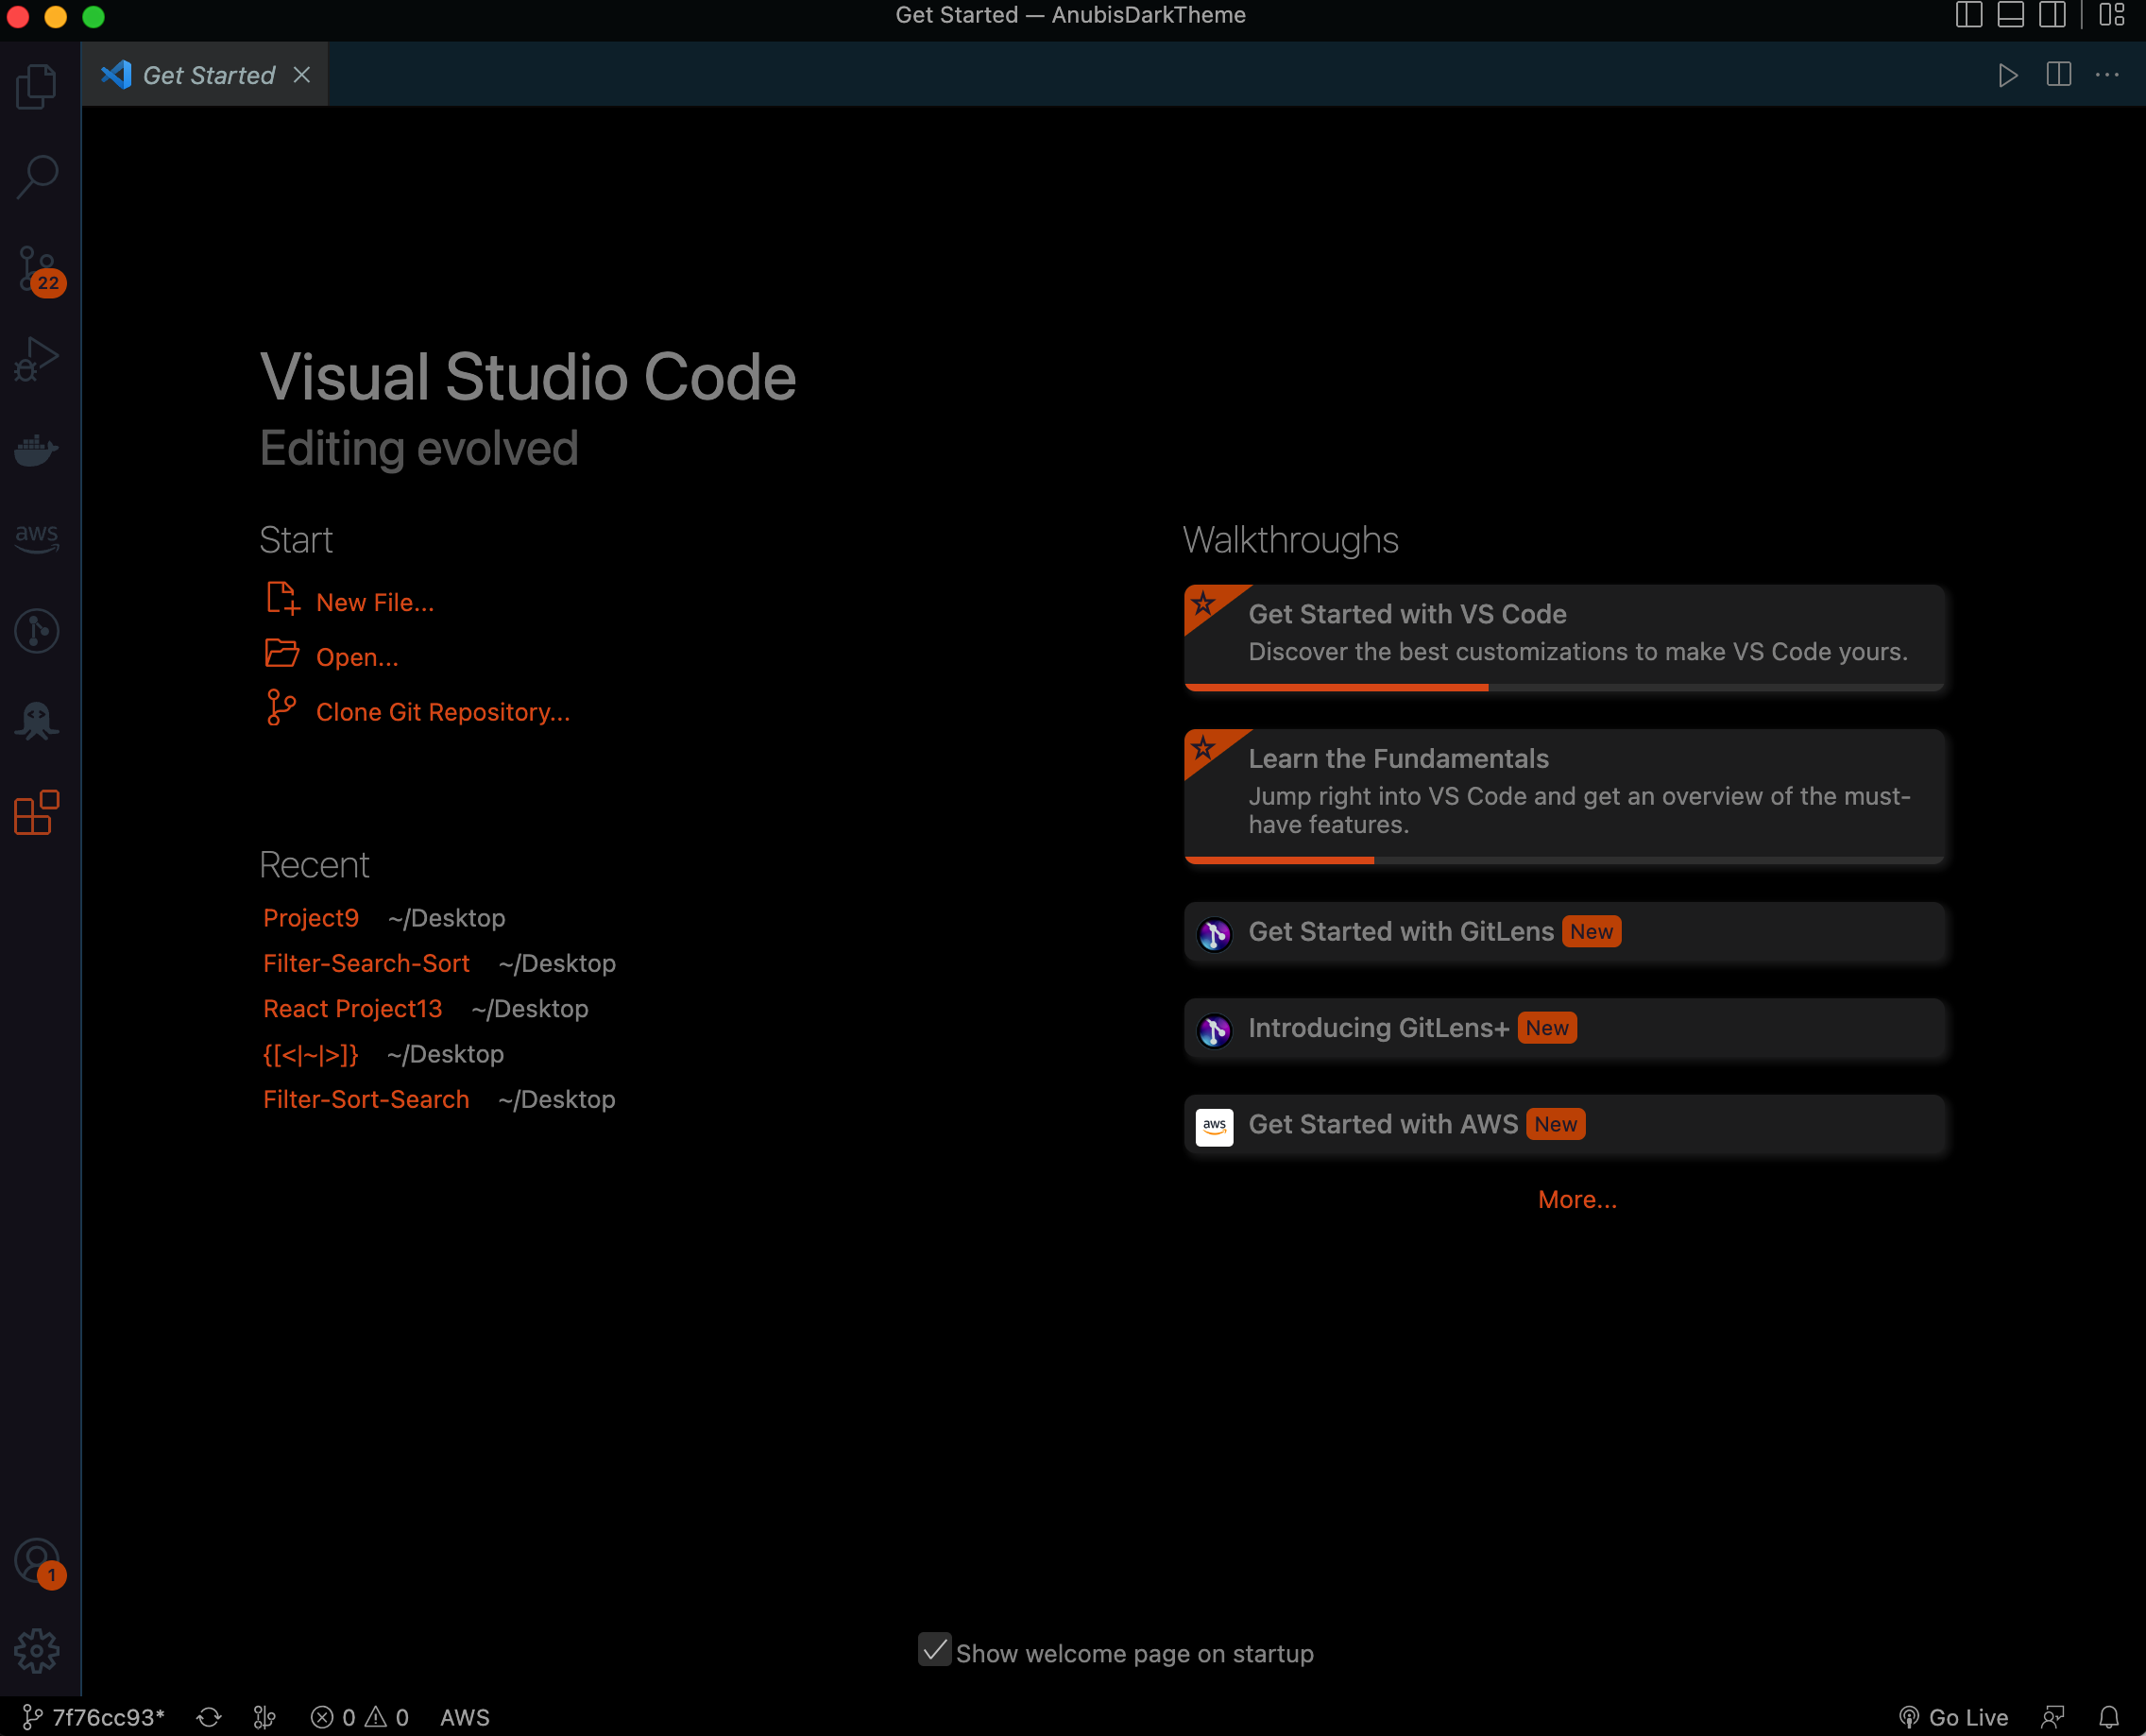 Get Started — AnubisDarkTheme
Get Started
22
aws
Visual Studio Code
Editing evolved
Start
New File...
Open...
Clone Git Repository...
Recent
Project9 ~/Desktop
Filter-Search-Sort ~/Desktop
React Project13 ~/Desktop
{[<|~|>]} ~/Desktop
Filter-Sort-Search ~/Desktop
Walkthroughs
Get Started with VS Code
Discover the best customizations to make VS Code yours.
Learn the Fundamentals
Jump right into VS Code and get an overview of the must-
have features.
Get Started with GitLens New
Introducing GitLens+ New
aws Get Started with AWS New
More...
1
Show welcome page on startup
7f76cc93* 0 0 AWS Go Live